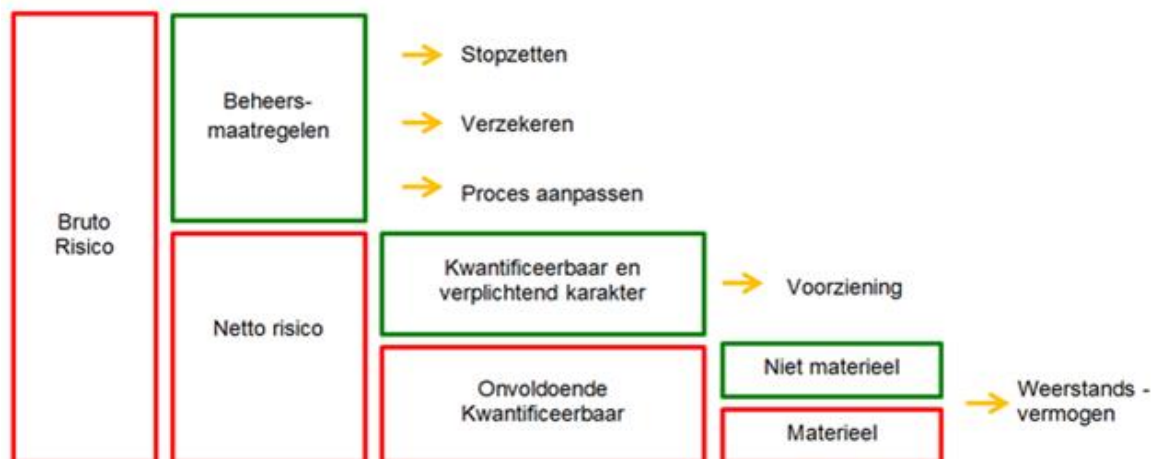 Bruto
Risico
Beheers-
maatregelen
Stopzetten
Verzekeren
Proces aanpassen
Netto risico
Kwantificeerbaar en
verplichtend karakter
Voorziening
Onvoldoende
Kwantificeerbaar
Niet materieel
Materieel
Weerstands -
vermogen